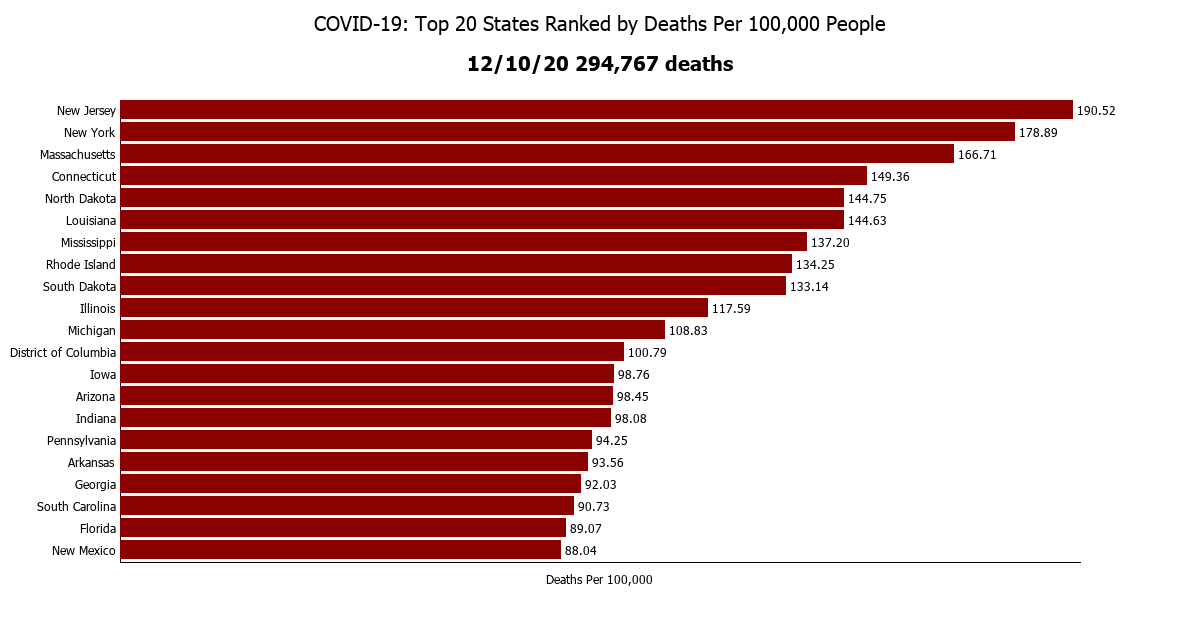 COVID-19: Top 20 States Ranked by Deaths Per 100,000 People
12/10/20 294,767 deaths
New Jersey 190.52
New York 178.89
Massachusetts 166.71
Connecticut 149.36
North Dakota 144.75
Louisiana 144.63
Mississippi 137.20
Rhode Island 134.25
South Dakota 133.14
Illinois 117.59
Michigan 108.83
District of Columbia 100.79
Iowa 98.76
Arizona 98.45
Indiana 98.08
Pennsylvania 94.25
Arkansas 93.56
Georgia 92.03
South Carolina 90.73
Florida 89.07
New Mexico 88.04
Deaths Per 100,000